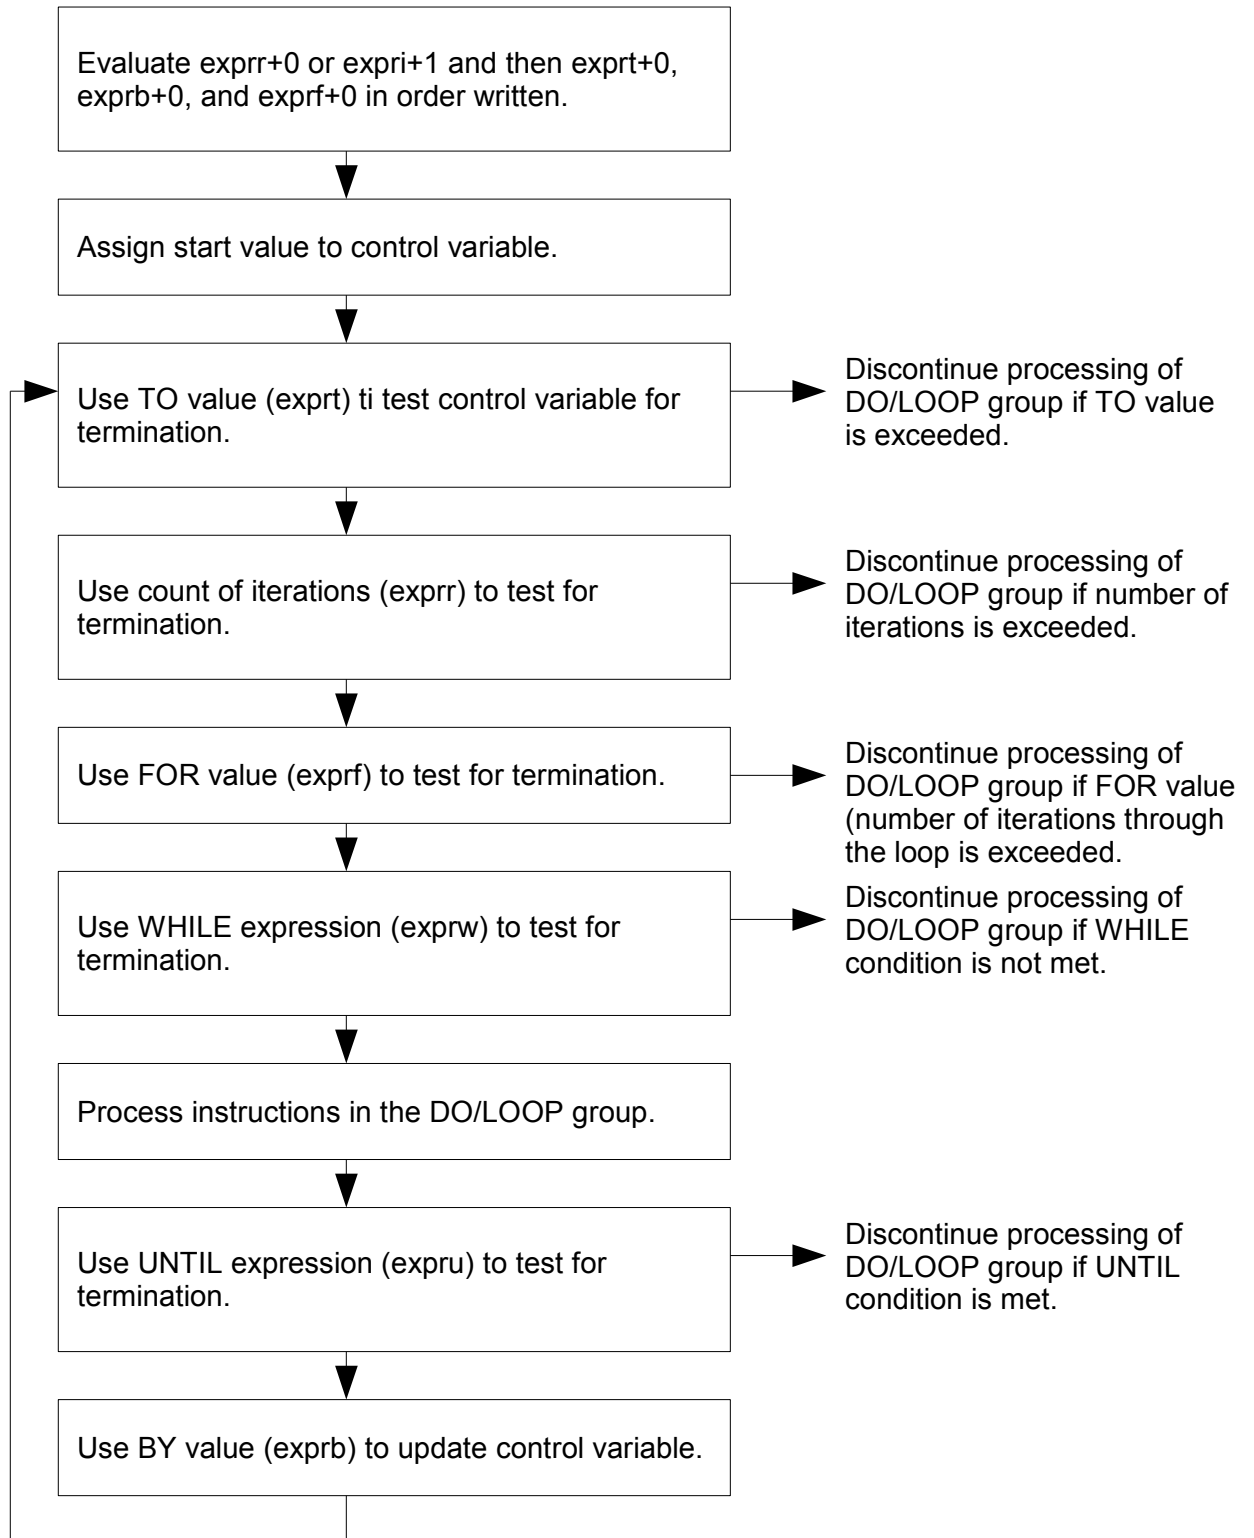 Evaluate exprr+0 or expri+1 and then exprt+0,
exprb+0, and exprf+0 in order written.
Assign start value to control variable.
Use TO value (exprt) ti test control variable for
termination.
Discontinue processing of
DO/LOOP group if TO value
is exceeded.
Use count of iterations (exprr) to test for
termination.
Discontinue processing of
DO/LOOP group if number of
iterations is exceeded.
Use FOR value (exprf) to test for termination.
Discontinue processing of
DO/LOOP group if FOR value
(number of iterations through
the loop is exceeded.
Use WHILE expression (exprw) to test for
termination.
Discontinue processing of
DO/LOOP group if WHILE
condition is not met.
Process instructions in the DO/LOOP group.
Use UNTIL expression (expru) to test for
termination.
Discontinue processing of
DO/LOOP group if UNTIL
condition is met.
Use BY value (exprb) to update control variable.